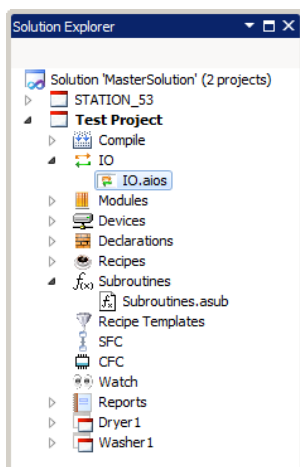 Solution Explorer
Solution 'MasterSolution' (2 projects)
STATION_53
Test Project
Compile
IO
IO.aios
Modules
Devices
Declarations
Recipes
f(x) Subroutines
Subroutines.asub
Recipe Templates
SFC
CFC
Watch
Reports
Dryer1
Washer1